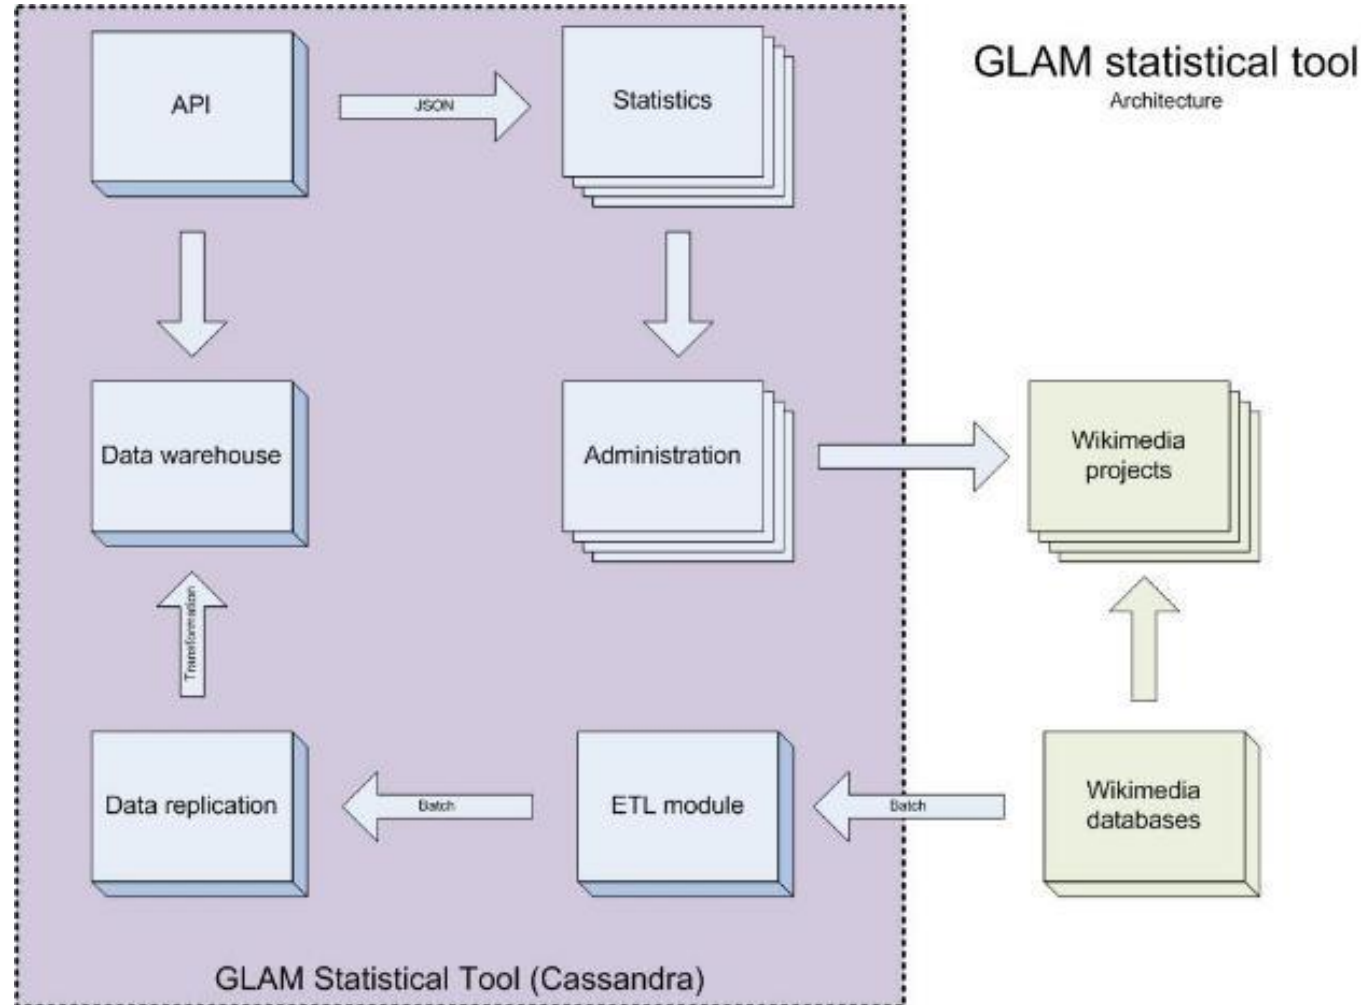 GLAM statistical tool
Architecture
API
JSON
Statistics
Data warehouse
Administration
Wikimedia
projects
Transformation
Data replication
Batch
ETL module
Batch
Wikimedia
databases
GLAM Statistical Tool (Cassandra)